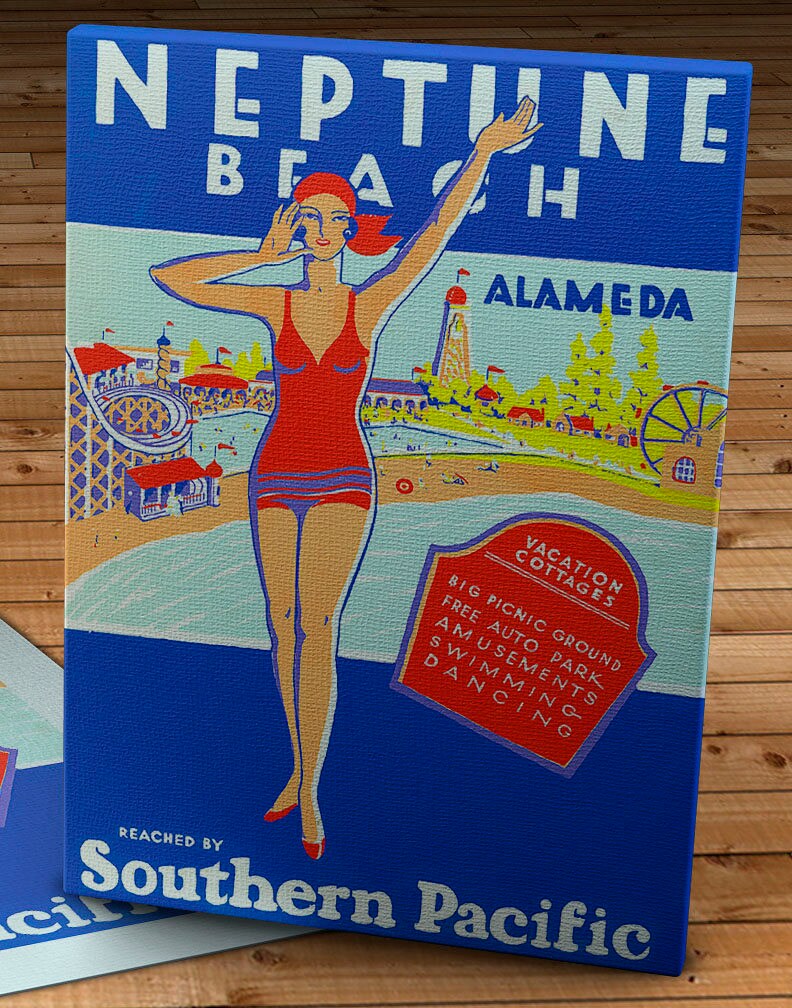 NEPTUNE
BEACH
ALAMEDA
VACATION
COTTAGES
BIG PICNIC GROUND
FREE AUTO PARK
AMUSEMENTS
SWIMMING
DANCING
REACHED BY
Southern Pacific